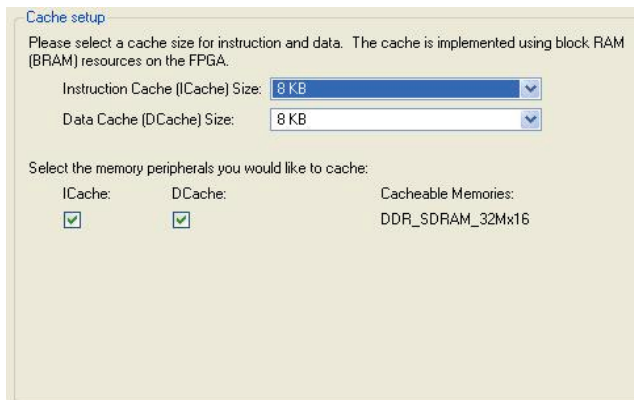 Cache setup
Please select a cache size for instruction and data. The cache is implemented using block RAM
(BRAM) resources on the FPGA.
Instruction Cache (ICache) Size: 8 KB
Data Cache (DCache) Size: 8 KB
Select the memory peripherals you would like to cache:
ICache: DCache: Cacheable Memories:
DDR_SDRAM_32Mx16